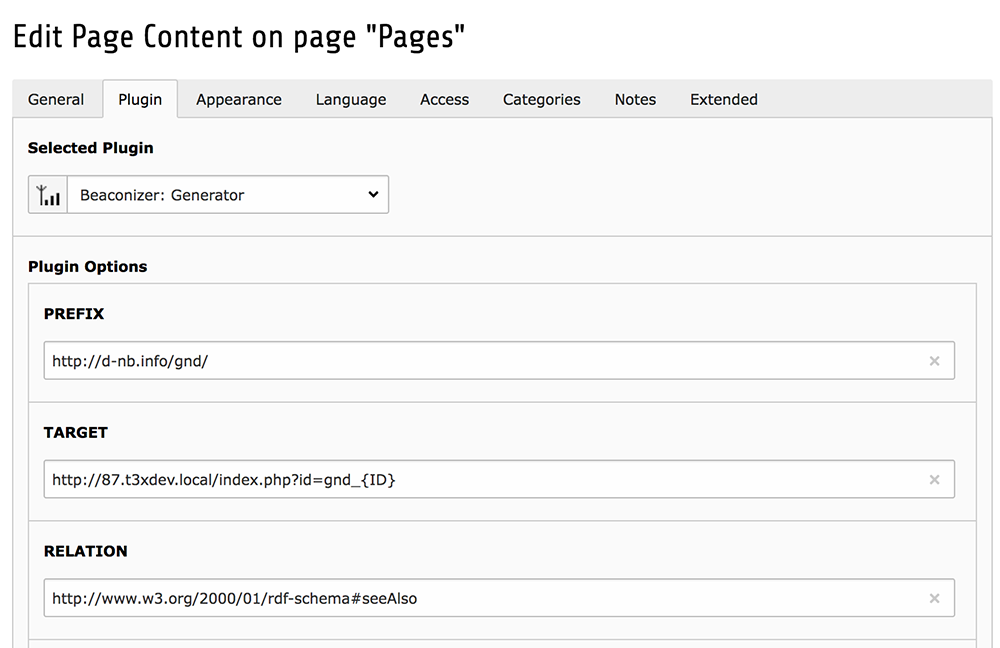 Edit Page Content on page "Pages"
General Plugin Appearance Language Access Categories Notes Extended
Selected Plugin
Beaconizer: Generator
Plugin Options
PREFIX
http://d-nb.info/gnd/
TARGET
http://87.t3xdev.local/index.php?id=gnd_{ID}
RELATION
http://www.w3.org/2000/01/rdf-schema#seeAlso